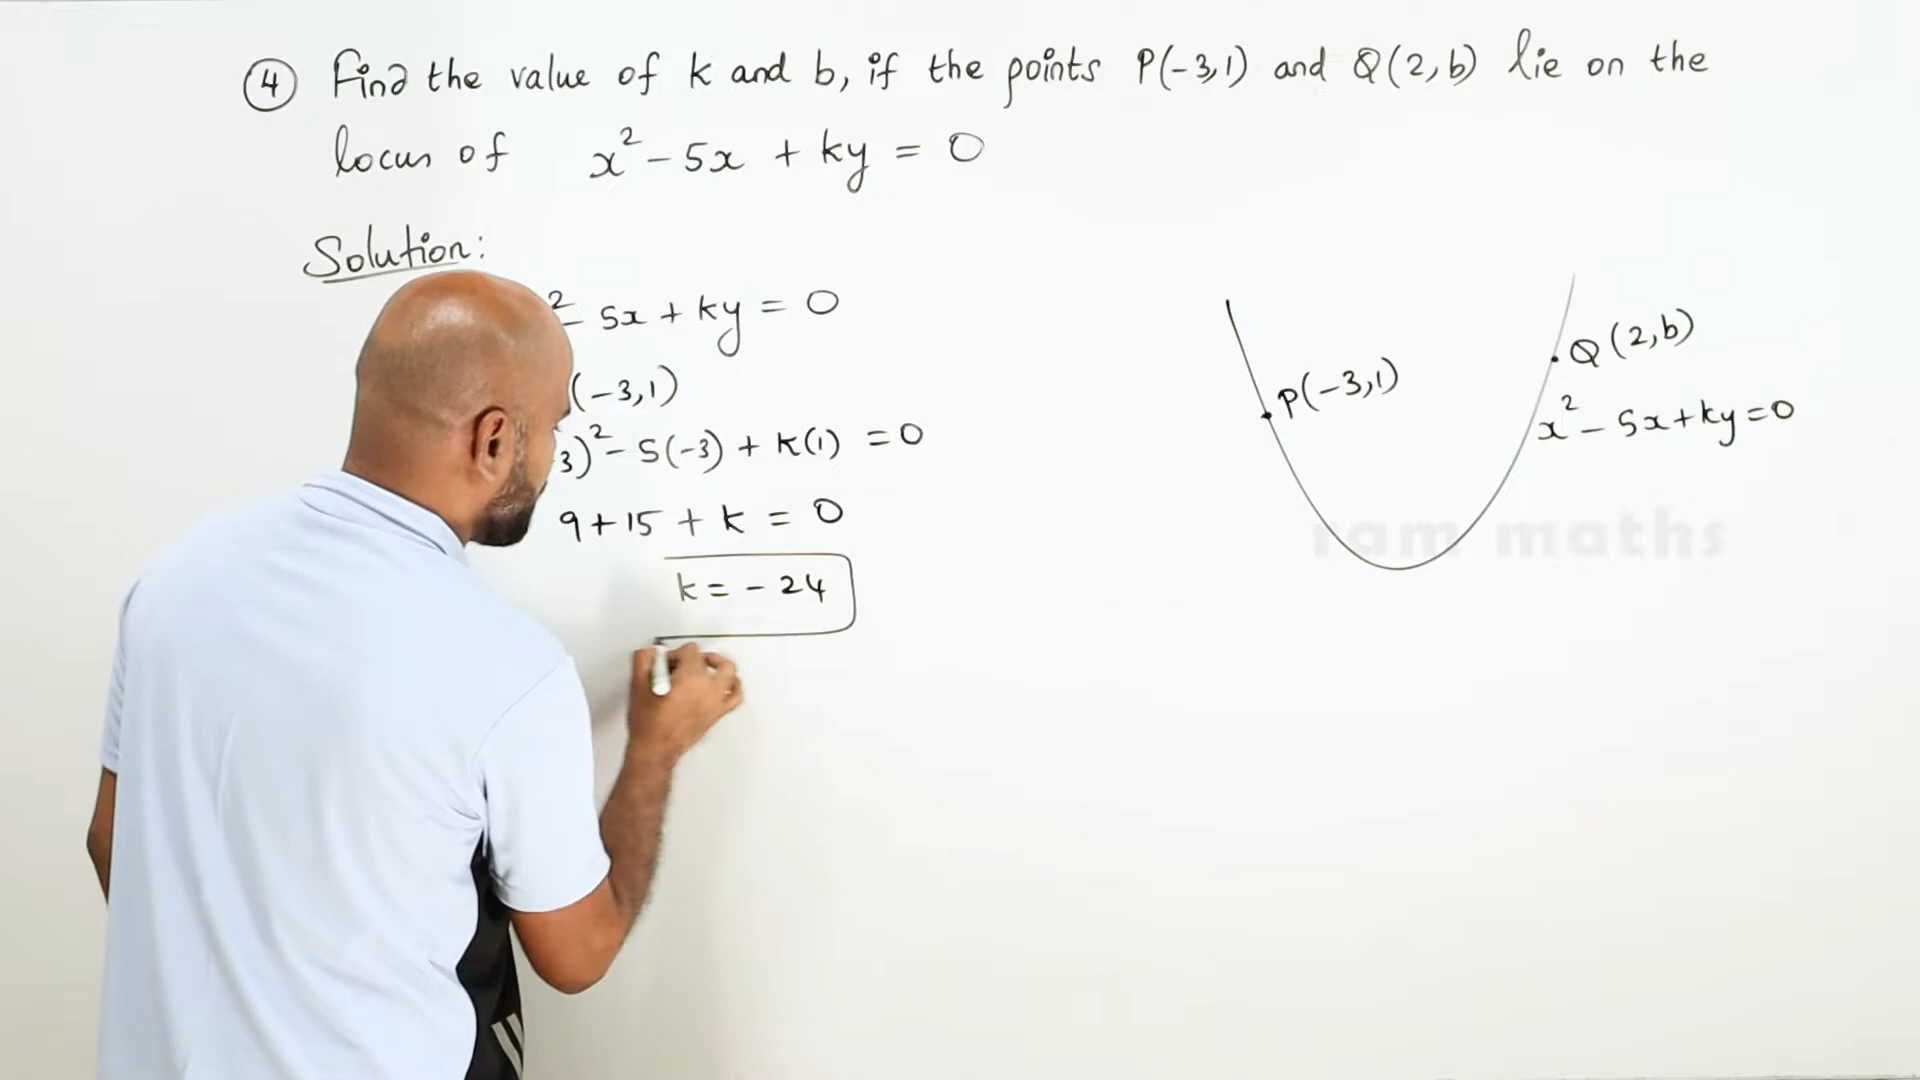 ④ Find the value of k and b, if the points P(-3,1) and Q(2,b) lie on the
locus of x² - 5x + ky = 0
Solution:
² - 5x + ky = 0
(-3,1)
3)² - 5(-3) + k(1) = 0
9+15 + k = 0
k = - 24
P(-3,1)
Q(2,b)
x² - 5x+ky=0
ram maths